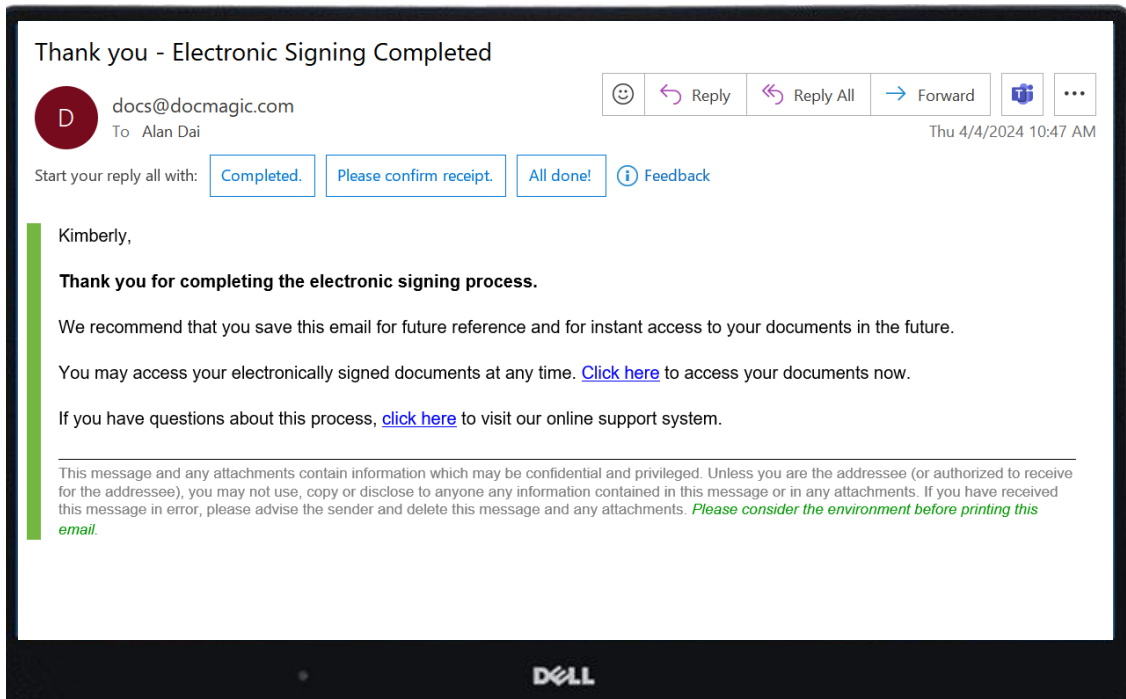 Thank you - Electronic Signing Completed
D
docs@docmagic.com
To Alan Dai
Reply
Reply All
Forward
Thu 4/4/2024 10:47 AM
Start your reply all with:
Completed.
Please confirm receipt.
All done!
Feedback
Kimberly,
Thank you for completing the electronic signing process.
We recommend that you save this email for future reference and for instant access to your documents in the future.
You may access your electronically signed documents at any time. Click here to access your documents now.
If you have questions about this process, click here to visit our online support system.
This message and any attachments contain information which may be confidential and privileged. Unless you are the addressee (or authorized to receive
for the addressee), you may not use, copy or disclose to anyone any information contained in this message or in any attachments. If you have received
this message in error, please advise the sender and delete this message and any attachments. Please consider the environment before printing this
email.
DELL